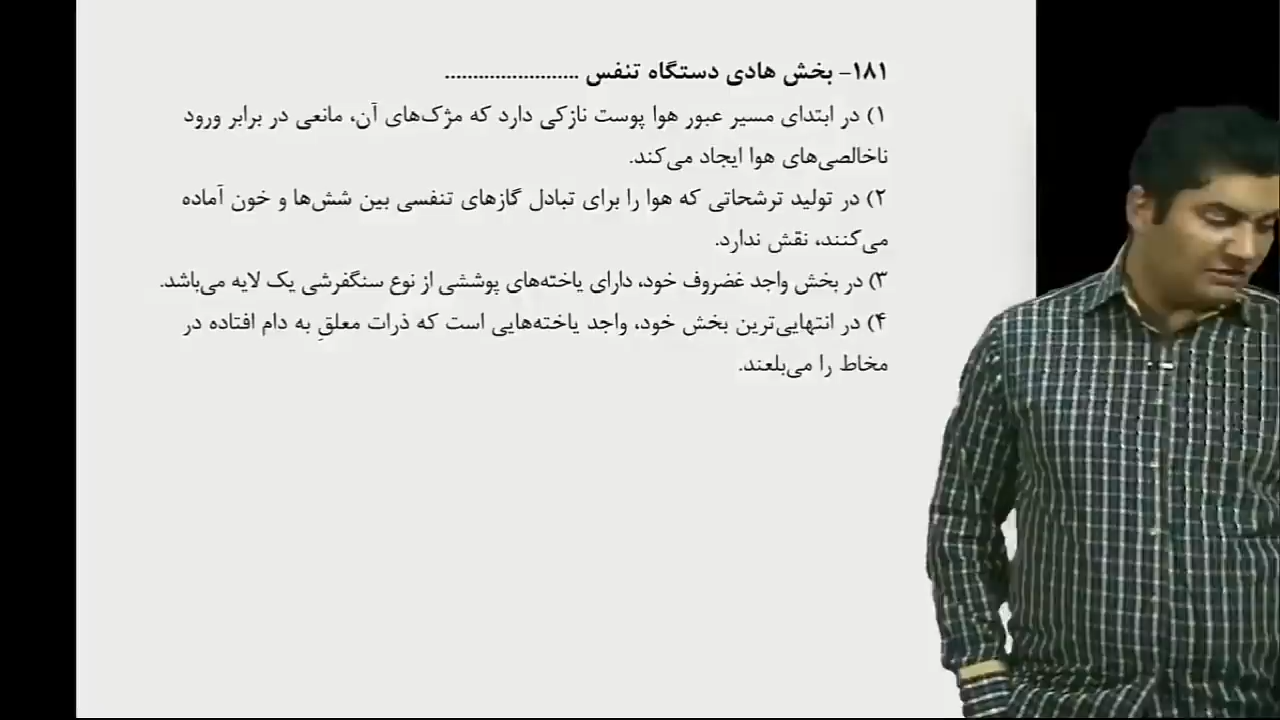 ۱۸۱- بخش هادی دستگاه تنفس ........................
۱) در ابتدای مسیر عبور هوا پوست نازکی دارد که مژک‌های آن، مانعی در برابر ورود
ناخالصی‌های هوا ایجاد می‌کند.
۲) در تولید ترشحاتی که هوا را برای تبادل گازهای تنفسی بین شش‌ها و خون آماده
می‌کنند، نقش ندارد.
۳) در بخش واجد غضروف خود، دارای یاخته‌های پوششی از نوع سنگفرشی یک لایه می‌باشد.
۴) در انتهایی‌ترین بخش خود، واجد یاخته‌هایی است که ذرات معلقِ به دام افتاده در
مخاط را می‌بلعند.